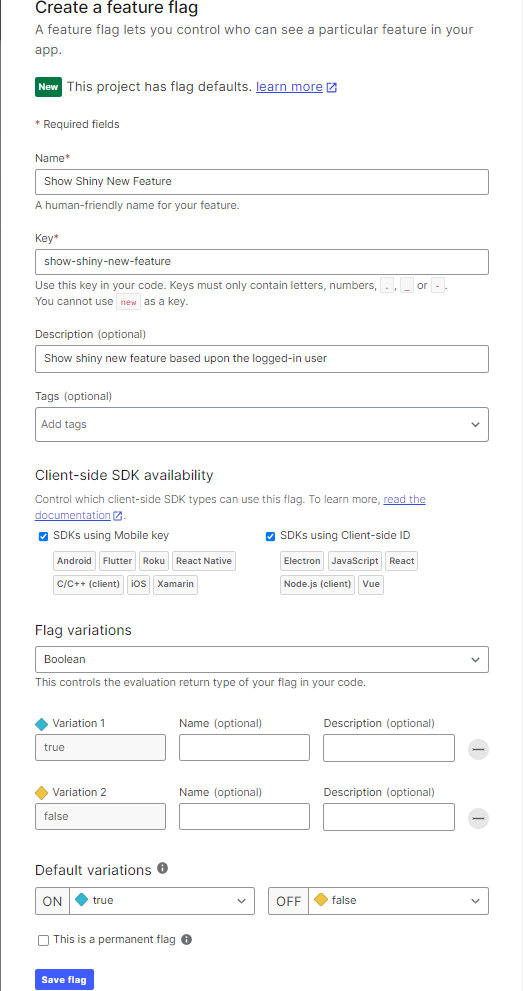 Create a feature flag
A feature flag lets you control who can see a particular feature in your
app.
New This project has flag defaults. learn more
* Required fields
Name*
Show Shiny New Feature
A human-friendly name for your feature.
Key*
show-shiny-new-feature
Use this key in your code. Keys must only contain letters, numbers, . , _ or - .
You cannot use new as a key.
Description (optional)
Show shiny new feature based upon the logged-in user
Tags (optional)
Add tags
Client-side SDK availability
Control which client-side SDK types can use this flag. To learn more, read the
documentation .
SDKs using Mobile key
Android Flutter Roku React Native
C/C++ (client) iOS Xamarin
SDKs using Client-side ID
Electron JavaScript React
Node.js (client) Vue
Flag variations
Boolean
This controls the evaluation return type of your flag in your code.
Variation 1 Name (optional) Description (optional)
true
Variation 2 Name (optional) Description (optional)
false
Default variations
ON true OFF false
This is a permanent flag
Save flag